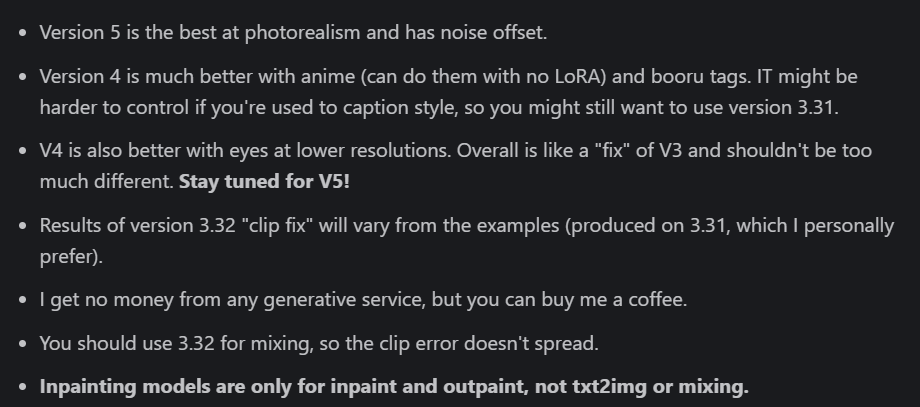 • Version 5 is the best at photorealism and has noise offset.
• Version 4 is much better with anime (can do them with no LoRA) and booru tags. IT might be
harder to control if you're used to caption style, so you might still want to use version 3.31.
• V4 is also better with eyes at lower resolutions. Overall is like a "fix" of V3 and shouldn't be too
much different. Stay tuned for V5!
• Results of version 3.32 "clip fix" will vary from the examples (produced on 3.31, which I personally
prefer).
• I get no money from any generative service, but you can buy me a coffee.
• You should use 3.32 for mixing, so the clip error doesn't spread.
• Inpainting models are only for inpaint and outpaint, not txt2img or mixing.